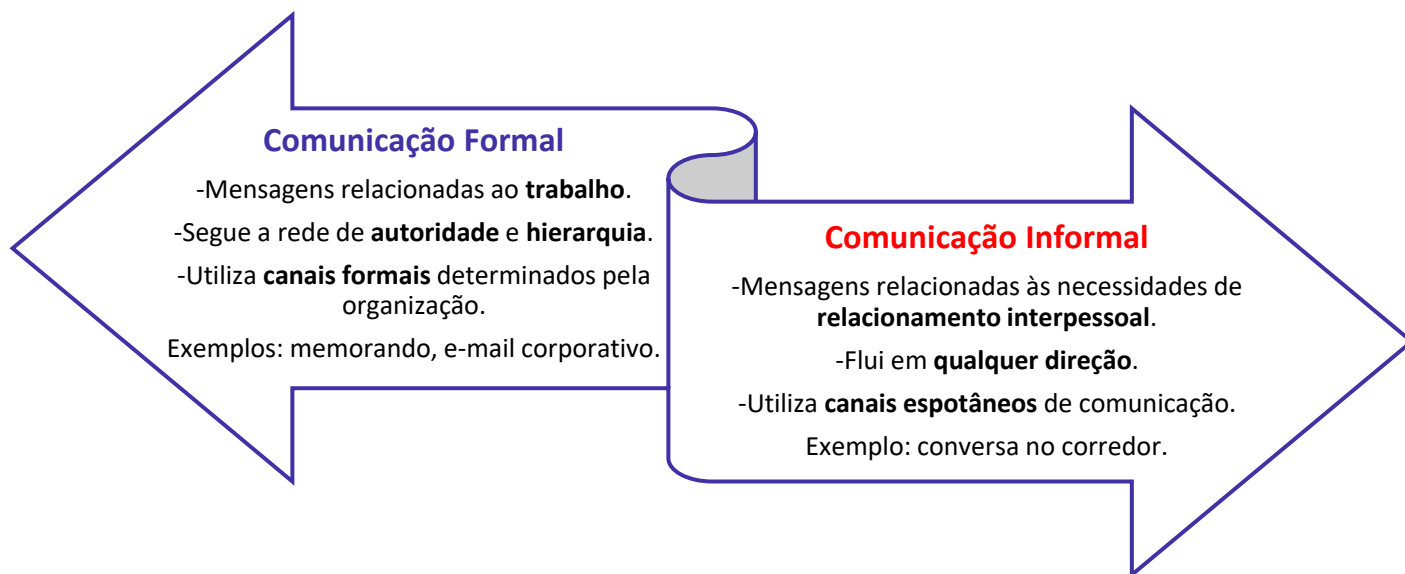 Comunicação Formal
-Mensagens relacionadas ao trabalho.
-Segue a rede de autoridade e hierarquia.
-Utiliza canais formais determinados pela
organização.
Exemplos: memorando, e-mail corporativo.
Comunicação Informal
-Mensagens relacionadas às necessidades de
relacionamento interpessoal.
-Flui em qualquer direção.
-Utiliza canais espotâneos de comunicação.
Exemplo: conversa no corredor.